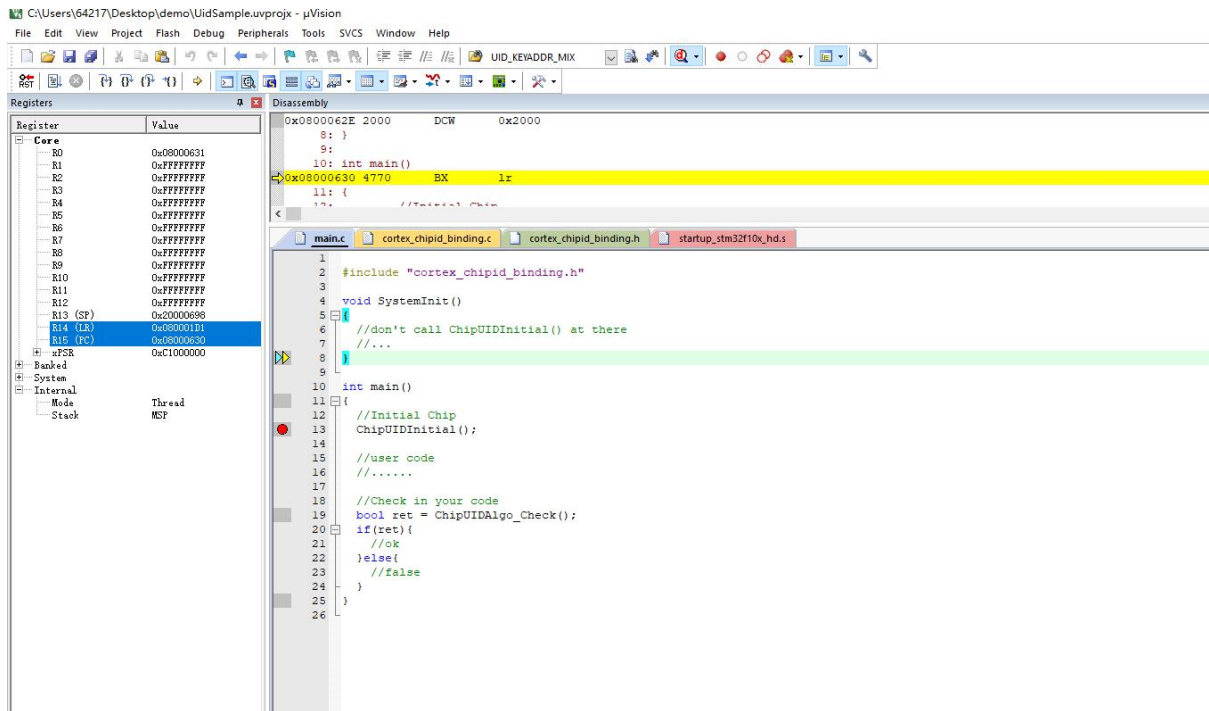 C:\Users\64217\Desktop\demo\UidSample.uvprojx - µVision
File Edit View Project Flash Debug Peripherals Tools SVCS Window Help
UID_KEYADDR_MIX
RST
Registers
Register Value
Core
R0 0x08000631
R1 0xFFFFFFFF
R2 0xFFFFFFFF
R3 0xFFFFFFFF
R4 0xFFFFFFFF
R5 0xFFFFFFFF
R6 0xFFFFFFFF
R7 0xFFFFFFFF
R8 0xFFFFFFFF
R9 0xFFFFFFFF
R10 0xFFFFFFFF
R11 0xFFFFFFFF
R12 0xFFFFFFFF
R13 (SP) 0x20000698
R14 (LR) 0x080001D1
R15 (PC) 0x08000630
xPSR 0xC1000000
Banked
System
Internal
Mode Thread
Stack MSP
Disassembly
0x0800062E 2000 DCW 0x2000
8: }
9:
10: int main()
0x08000630 4770 BX lr
11: {
12: //Initial Chip
main.c cortex_chipid_binding.c cortex_chipid_binding.h startup_stm32f10x_hd.s
1
2 #include "cortex_chipid_binding.h"
3
4 void SystemInit()
5 {
6 //don't call ChipUIDInitial() at there
7 //...
8 }
9
10 int main()
11 {
12 //Initial Chip
13 ChipUIDInitial();
14
15 //user code
16 //......
17
18 //Check in your code
19 bool ret = ChipUIDAlgo_Check();
20 if(ret){
21 //ok
22 }else{
23 //false
24 }
25 }
26